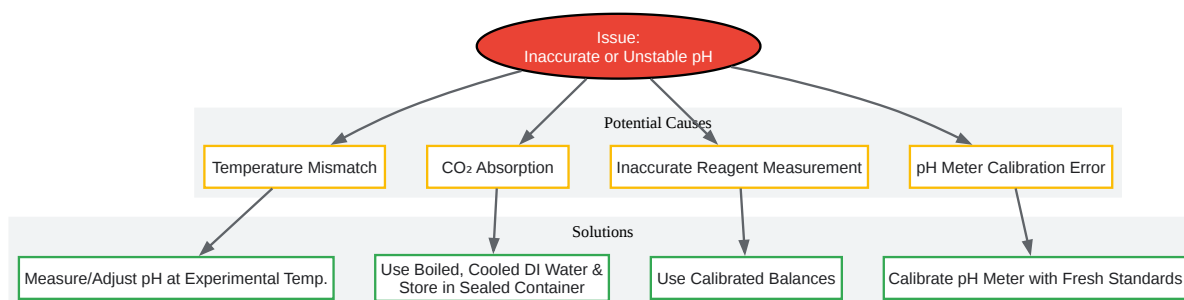 Issue:
Inaccurate or Unstable pH
Potential Causes
Temperature Mismatch
CO₂ Absorption
Inaccurate Reagent Measurement
pH Meter Calibration Error
Solutions
Measure/Adjust pH at Experimental Temp.
Use Boiled, Cooled DI Water &
Store in Sealed Container
Use Calibrated Balances
Calibrate pH Meter with Fresh Standards